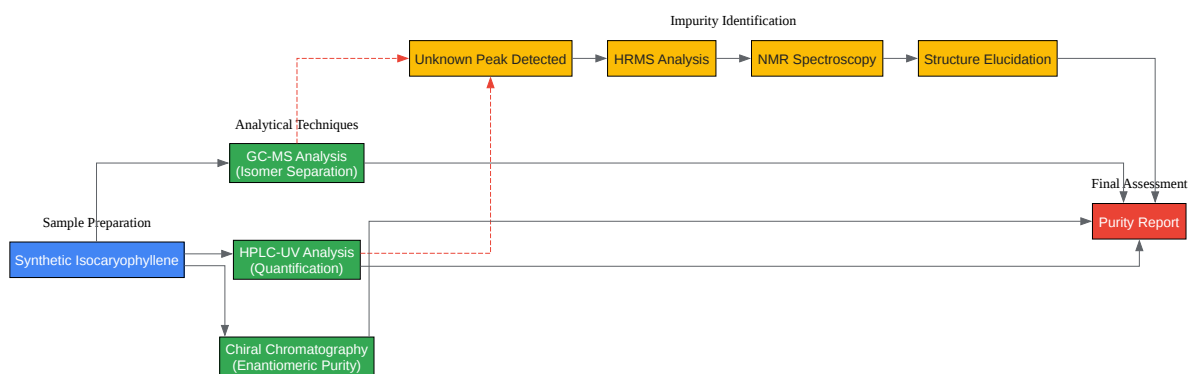 Impurity Identification
Unknown Peak Detected
HRMS Analysis
NMR Spectroscopy
Structure Elucidation
Analytical Techniques
GC-MS Analysis
(Isomer Separation)
Final Assessment
Purity Report
Sample Preparation
Synthetic Isocaryophyllene
HPLC-UV Analysis
(Quantification)
Chiral Chromatography
(Enantiomeric Purity)